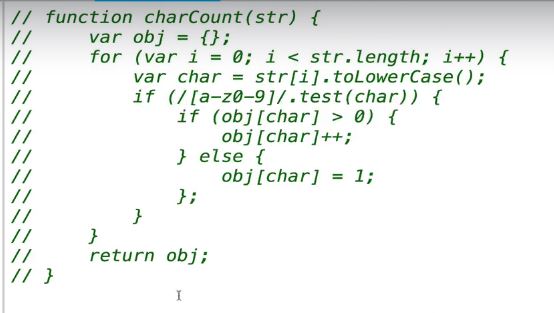 // function charCount(str) {
//     var obj = {};
//     for (var i = 0; i < str.length; i++) {
//         var char = str[i].toLowerCase();
//         if (/[a-z0-9]/.test(char)) {
//             if (obj[char] > 0) {
//                 obj[char]++;
//             } else {
//                 obj[char] = 1;
//             };
//         }
//     }
//     return obj;
// }